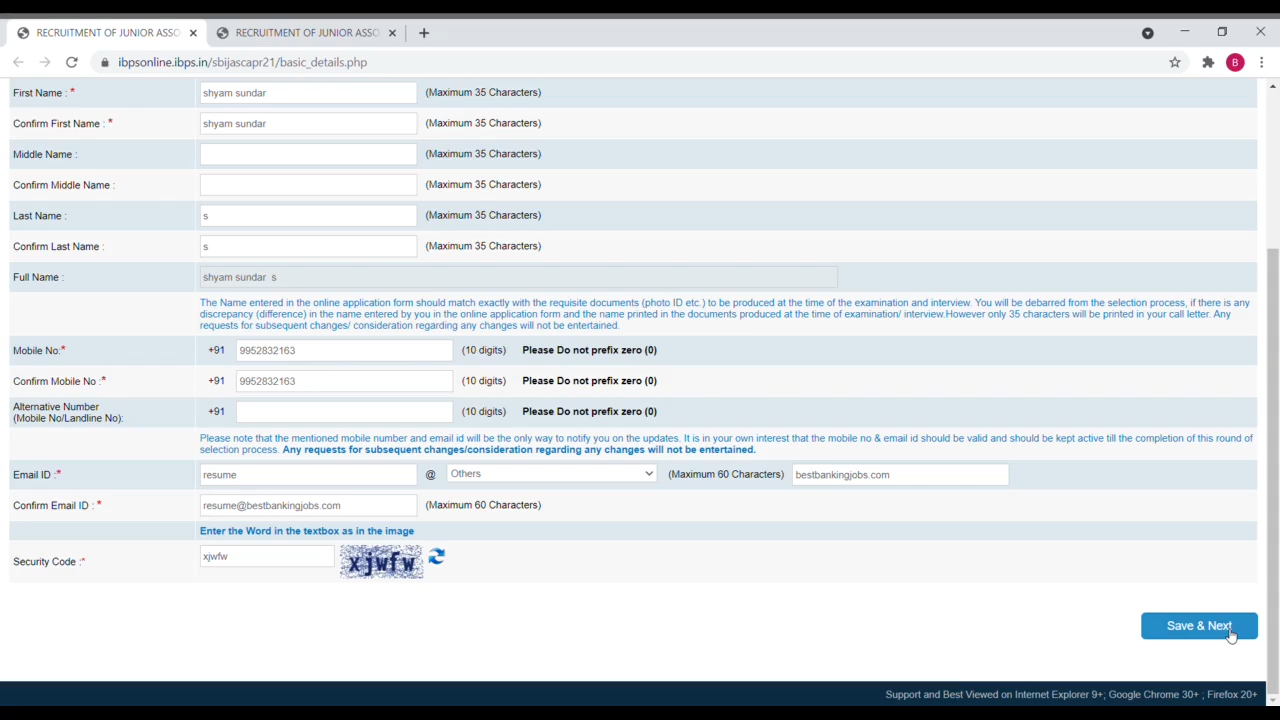 RECRUITMENT OF JUNIOR ASSO RECRUITMENT OF JUNIOR ASSO
ibpsonline.ibps.in/sbijascapr21/basic_details.php B
First Name : * shyam sundar (Maximum 35 Characters)
Confirm First Name : * shyam sundar (Maximum 35 Characters)
Middle Name : (Maximum 35 Characters)
Confirm Middle Name : (Maximum 35 Characters)
Last Name : s (Maximum 35 Characters)
Confirm Last Name : s (Maximum 35 Characters)
Full Name : shyam sundar s
The Name entered in the online application form should match exactly with the requisite documents (photo ID etc.) to be produced at the time of the examination and interview. You will be debarred from the selection process, if there is any
discrepancy (difference) in the name entered by you in the online application form and the name printed in the documents produced at the time of examination/ interview.However only 35 characters will be printed in your call letter. Any
requests for subsequent changes/ consideration regarding any changes will not be entertained.
Mobile No:* +91 9952832163 (10 digits) Please Do not prefix zero (0)
Confirm Mobile No :* +91 9952832163 (10 digits) Please Do not prefix zero (0)
Alternative Number
(Mobile No/Landline No): +91 (10 digits) Please Do not prefix zero (0)
Please note that the mentioned mobile number and email id will be the only way to notify you on the updates. It is in your own interest that the mobile no & email id should be valid and should be kept active till the completion of this round of
selection process. Any requests for subsequent changes/consideration regarding any changes will not be entertained.
Email ID :* resume @ Others (Maximum 60 Characters) bestbankingjobs.com
Confirm Email ID : * resume@bestbankingjobs.com (Maximum 60 Characters)
Enter the Word in the textbox as in the image
Security Code :* xjwfw xjwfw
Save & Next
Support and Best Viewed on Internet Explorer 9+; Google Chrome 30+ ; Firefox 20+